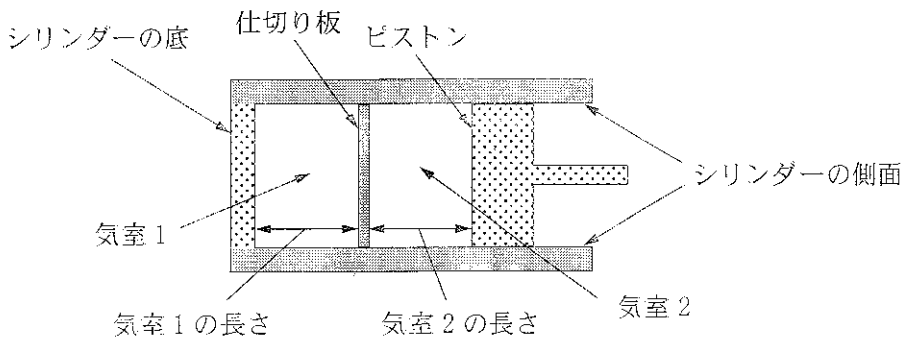 仕切り板
シリンダーの底
ピストン
シリンダーの側面
気室1
気室2
気室1の長さ
気室2の長さ